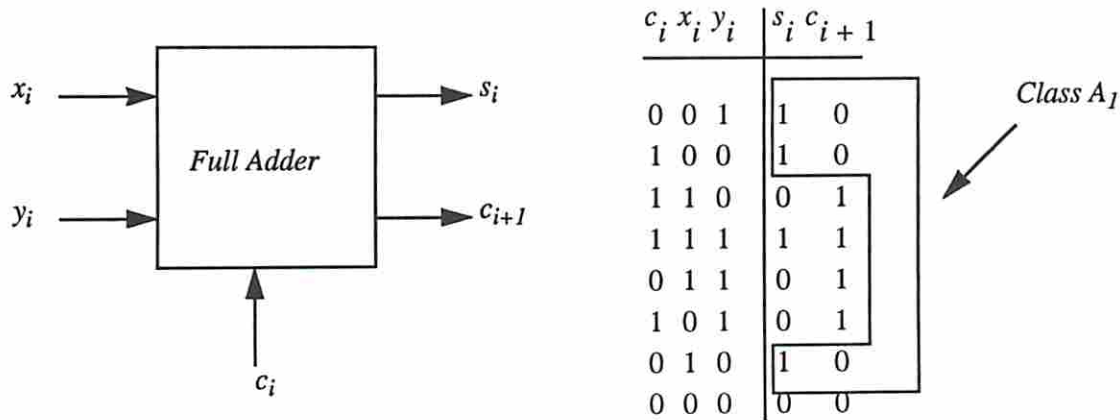 x_i
s_i
Full Adder
y_i
c_{i+1}
c_i
c_i x_i y_i s_i c_{i+1}
0 0 1 1 0
1 0 0 1 0
1 1 0 0 1
1 1 1 1 1
0 1 1 0 1
1 0 1 0 1
0 1 0 1 0
0 0 0 0 0
Class A_1